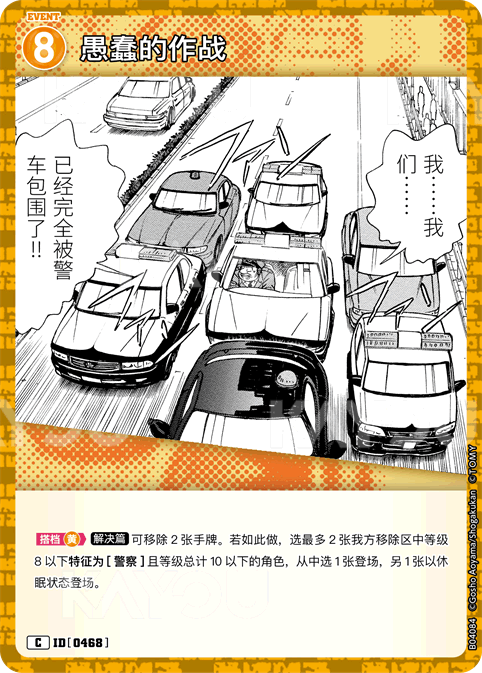 EVENT
8
愚蠢的作战
我……我
们……
已经完全被警
车包围了!!
搭档 黄 解决篇 可移除2张手牌。若如此做，选最多2张我方移除区中等级
8以下特征为[警察]且等级总计10以下的角色，从中选1张登场，另1张以休
眠状态登场。
C ID[0468]
B04084 ©Gosho Aoyama/Shogakukan ©TOMY
KAYOU